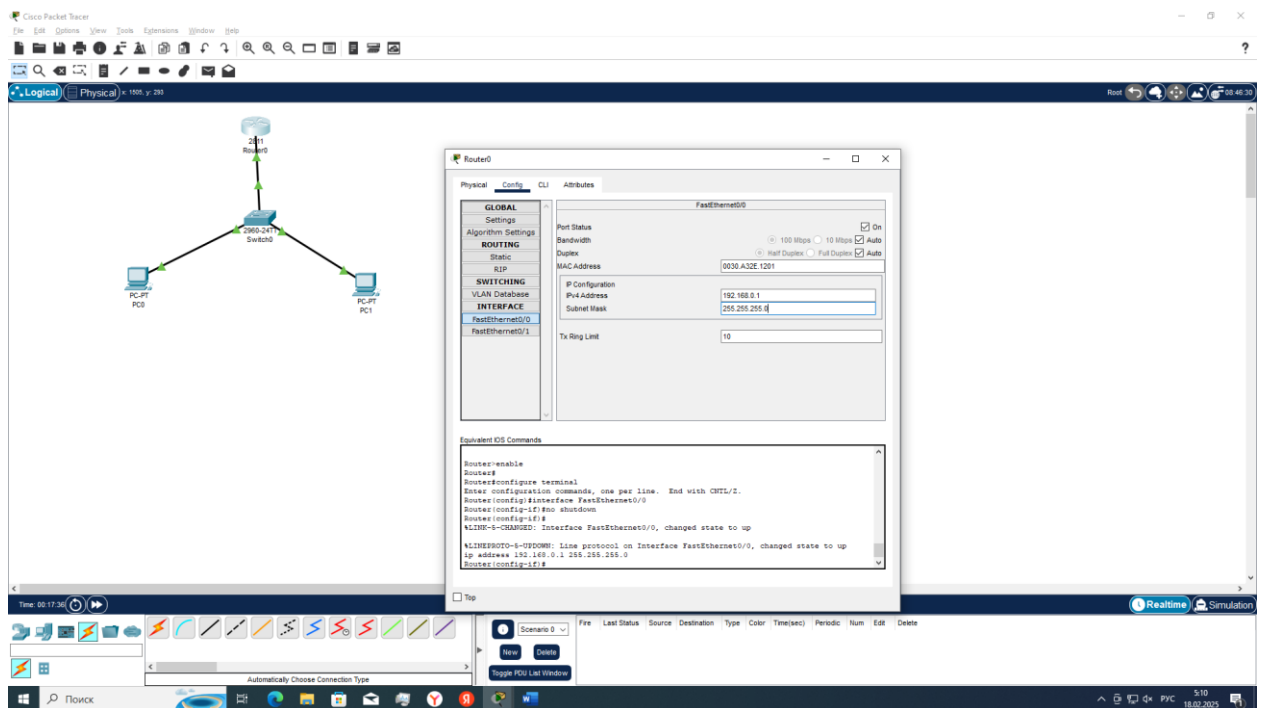 Cisco Packet Tracer
File Edit Options View Tools Extensions Window Help
?
Logical Physical x: 1505, y: 293
Root 08:46:30
2811
Router0
2960-24TT
Switch0
PC-PT
PC0
PC-PT
PC1
Router0
Physical Config CLI Attributes
GLOBAL
Settings
Algorithm Settings
ROUTING
Static
RIP
SWITCHING
VLAN Database
INTERFACE
FastEthernet0/0
FastEthernet0/1
FastEthernet0/0
Port Status On
Bandwidth 100 Mbps 10 Mbps Auto
Duplex Half Duplex Full Duplex Auto
MAC Address 0030.A32E.1201
IP Configuration
IPv4 Address 192.168.0.1
Subnet Mask 255.255.255.0
Tx Ring Limit 10
Equivalent IOS Commands
Router>enable
Router#
Router#configure terminal
Enter configuration commands, one per line. End with CNTL/Z.
Router(config)#interface FastEthernet0/0
Router(config-if)#no shutdown
Router(config-if)#
%LINK-5-CHANGED: Interface FastEthernet0/0, changed state to up
%LINEPROTO-5-UPDOWN: Line protocol on Interface FastEthernet0/0, changed state to up
ip address 192.168.0.1 255.255.255.0
Router(config-if)#
Top
Time: 00:17:36
Realtime Simulation
Scenario 0
New Delete
Toggle PDU List Window
Fire Last Status Source Destination Type Color Time(sec) Periodic Num Edit Delete
Automatically Choose Connection Type
Поиск
РУС
5:10
18.02.2025